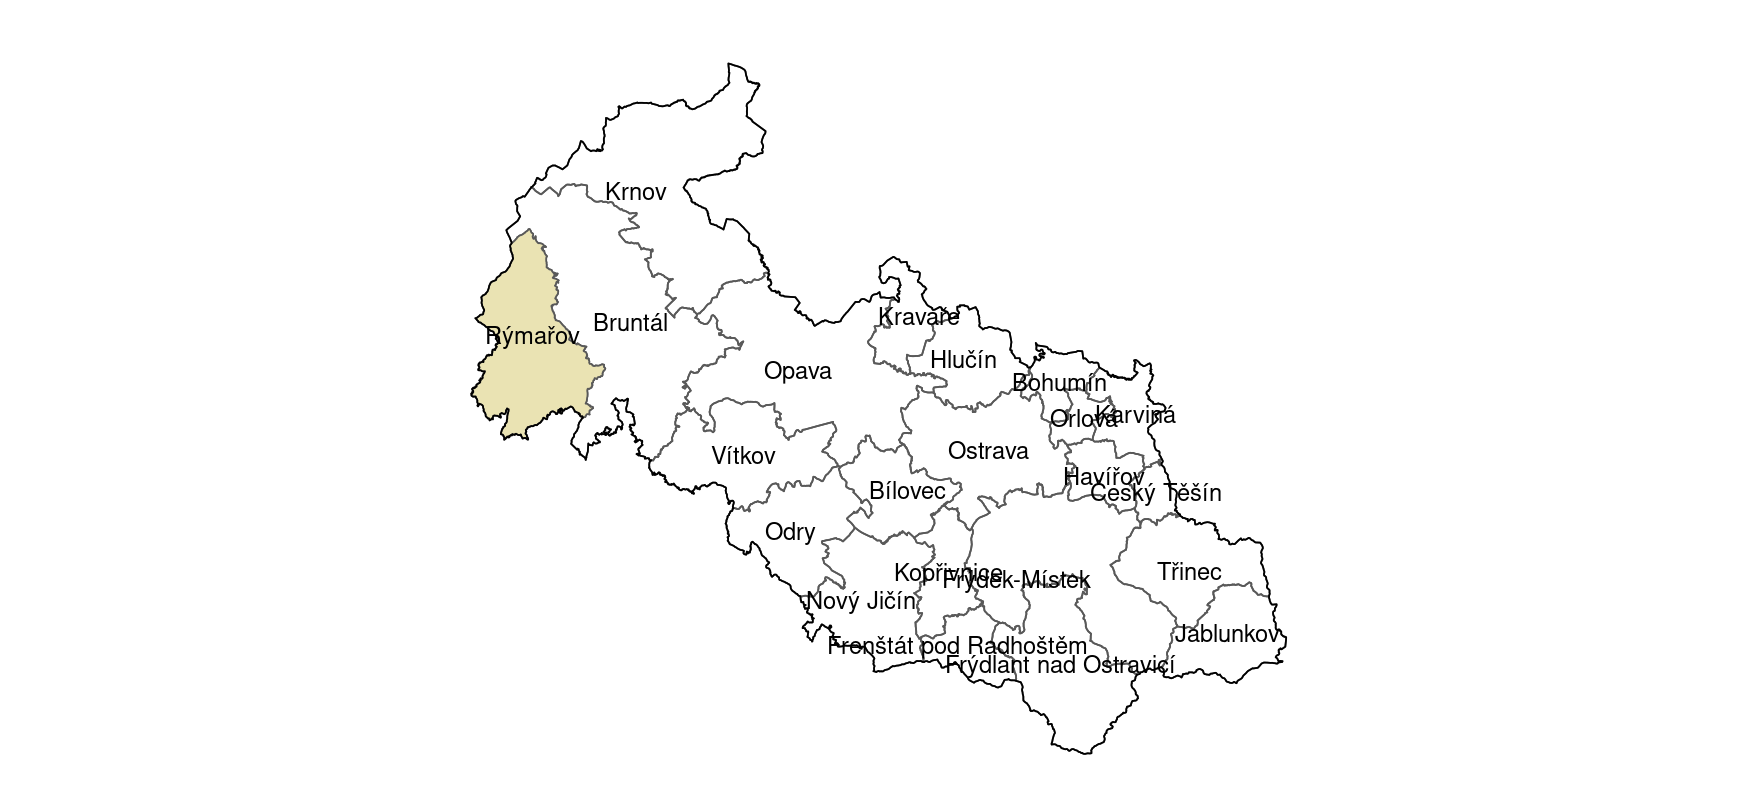 Krnov
Kravaře
Bruntál
Rýmařov
Hlučín
Opava
Bohumín
Karviná
Orlová
Ostrava
Vítkov
Havířov
Bílovec
Český Těšín
Odry
Třinec
Kopřivnice
Frýdek-Místek
Nový Jičín
Jablunkov
Frenštát pod Radhoštěm
Frýdlant nad Ostravicí